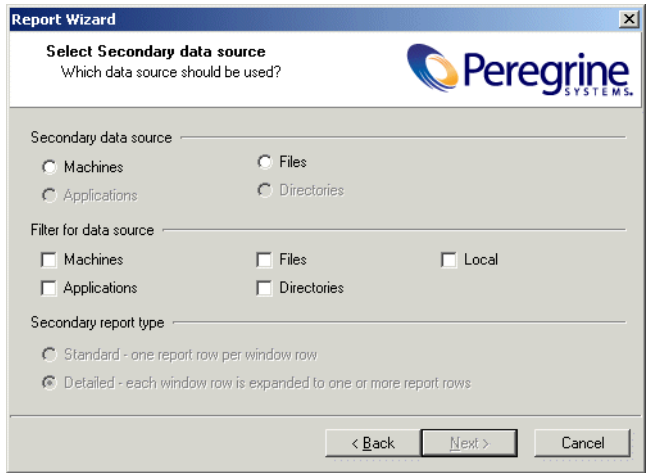 Report Wizard
Select Secondary data source
Which data source should be used?
Peregrine
SYSTEMS.
Secondary data source
Machines
Files
Applications
Directories
Filter for data source
Machines
Files
Local
Applications
Directories
Secondary report type
Standard - one report row per window row
Detailed - each window row is expanded to one or more report rows
< Back
Next >
Cancel